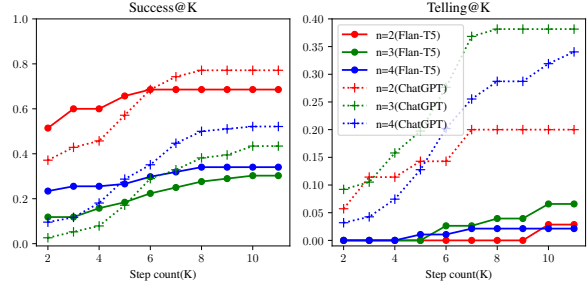 Success@K
Telling@K
1.0
0.8
0.6
0.4
0.2
0.0
2
4
6
8
10
Step count(K)
0.40
0.35
0.30
0.25
0.20
0.15
0.10
0.05
0.00
n=2(Flan-T5)
n=3(Flan-T5)
n=4(Flan-T5)
n=2(ChatGPT)
n=3(ChatGPT)
n=4(ChatGPT)
2
4
6
8
10
Step count(K)